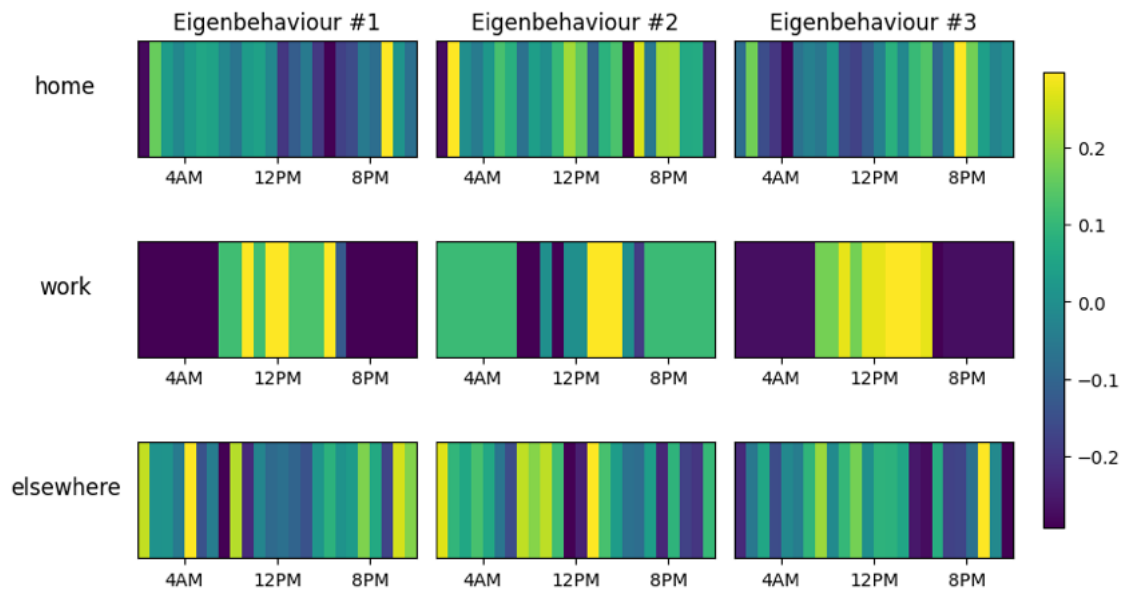 Eigenbehaviour #1 Eigenbehaviour #2 Eigenbehaviour #3
home
4AM 12PM 8PM 4AM 12PM 8PM 4AM 12PM 8PM
work
4AM 12PM 8PM 4AM 12PM 8PM 4AM 12PM 8PM
elsewhere
4AM 12PM 8PM 4AM 12PM 8PM 4AM 12PM 8PM
0.2
0.1
0.0
−0.1
−0.2